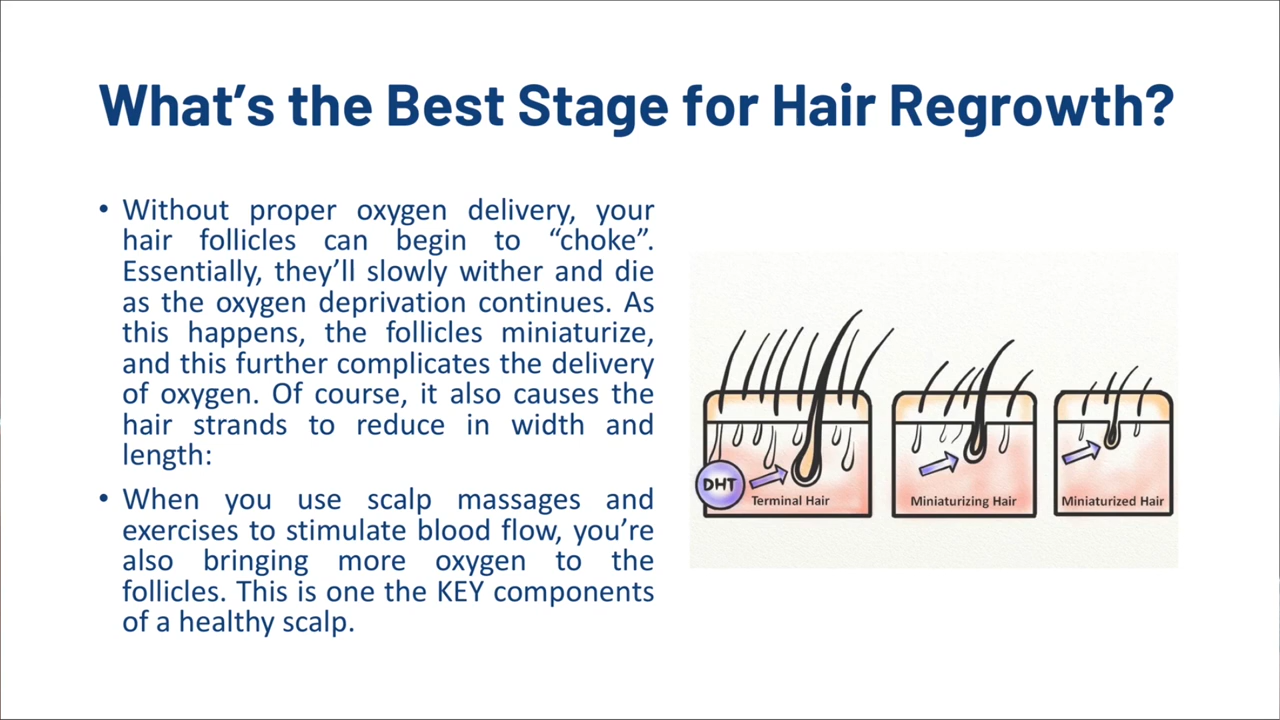 What's the Best Stage for Hair Regrowth?
• Without proper oxygen delivery, your
hair follicles can begin to “choke”.
Essentially, they’ll slowly wither and die
as the oxygen deprivation continues. As
this happens, the follicles miniaturize,
and this further complicates the delivery
of oxygen. Of course, it also causes the
hair strands to reduce in width and
length:
• When you use scalp massages and
exercises to stimulate blood flow, you’re
also bringing more oxygen to the
follicles. This is one the KEY components
of a healthy scalp.
DHT
Terminal Hair
Miniaturizing Hair
Miniaturized Hair